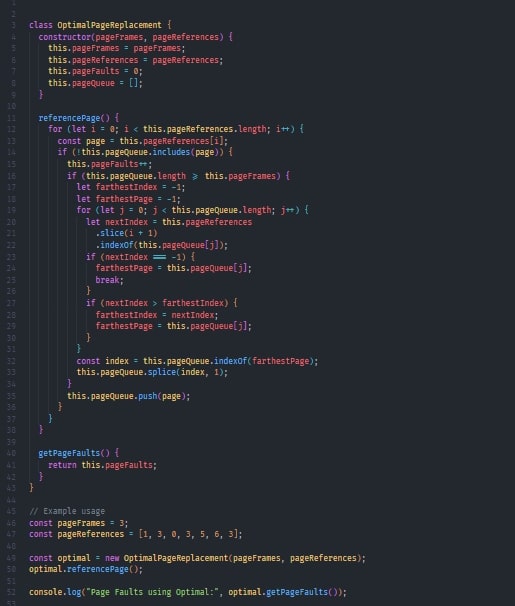 1
2
3 class OptimalPageReplacement {
4 constructor(pageFrames, pageReferences) {
5 this.pageFrames = pageFrames;
6 this.pageReferences = pageReferences;
7 this.pageFaults = 0;
8 this.pageQueue = [];
9 }
10
11 referencePage() {
12 for (let i = 0; i < this.pageReferences.length; i++) {
13 const page = this.pageReferences[i];
14 if (!this.pageQueue.includes(page)) {
15 this.pageFaults++;
16 if (this.pageQueue.length >= this.pageFrames) {
17 let farthestIndex = -1;
18 let farthestPage = -1;
19 for (let j = 0; j < this.pageQueue.length; j++) {
20 let nextIndex = this.pageReferences
21 .slice(i + 1)
22 .indexOf(this.pageQueue[j]);
23 if (nextIndex === -1) {
24 farthestPage = this.pageQueue[j];
25 break;
26 }
27 if (nextIndex > farthestIndex) {
28 farthestIndex = nextIndex;
29 farthestPage = this.pageQueue[j];
30 }
31 }
32 const index = this.pageQueue.indexOf(farthestPage);
33 this.pageQueue.splice(index, 1);
34 }
35 this.pageQueue.push(page);
36 }
37 }
38 }
39
40 getPageFaults() {
41 return this.pageFaults;
42 }
43 }
44
45 // Example usage
46 const pageFrames = 3;
47 const pageReferences = [1, 3, 0, 3, 5, 6, 3];
48
49 const optimal = new OptimalPageReplacement(pageFrames, pageReferences);
50 optimal.referencePage();
51
52 console.log("Page Faults using Optimal:", optimal.getPageFaults());
53